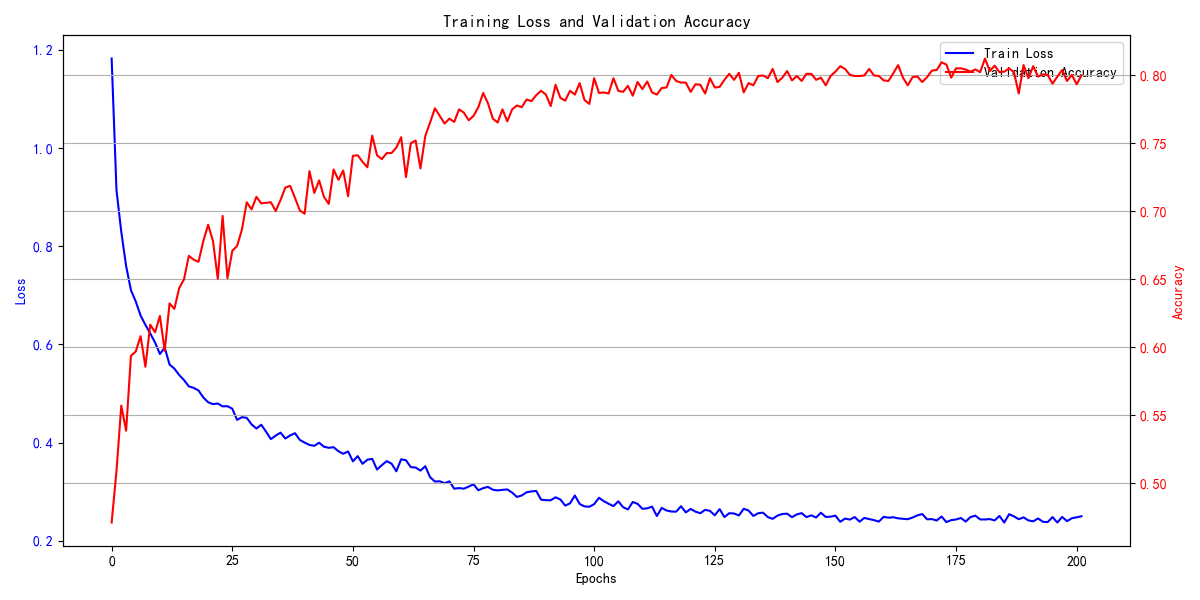 Training Loss and Validation Accuracy
Train Loss
Validation Accuracy
1.2
1.0
0.8
0.6
0.4
0.2
Loss
0.80
0.75
0.70
0.65
0.60
0.55
0.50
Accuracy
0 25 50 75 100 125 150 175 200
Epochs